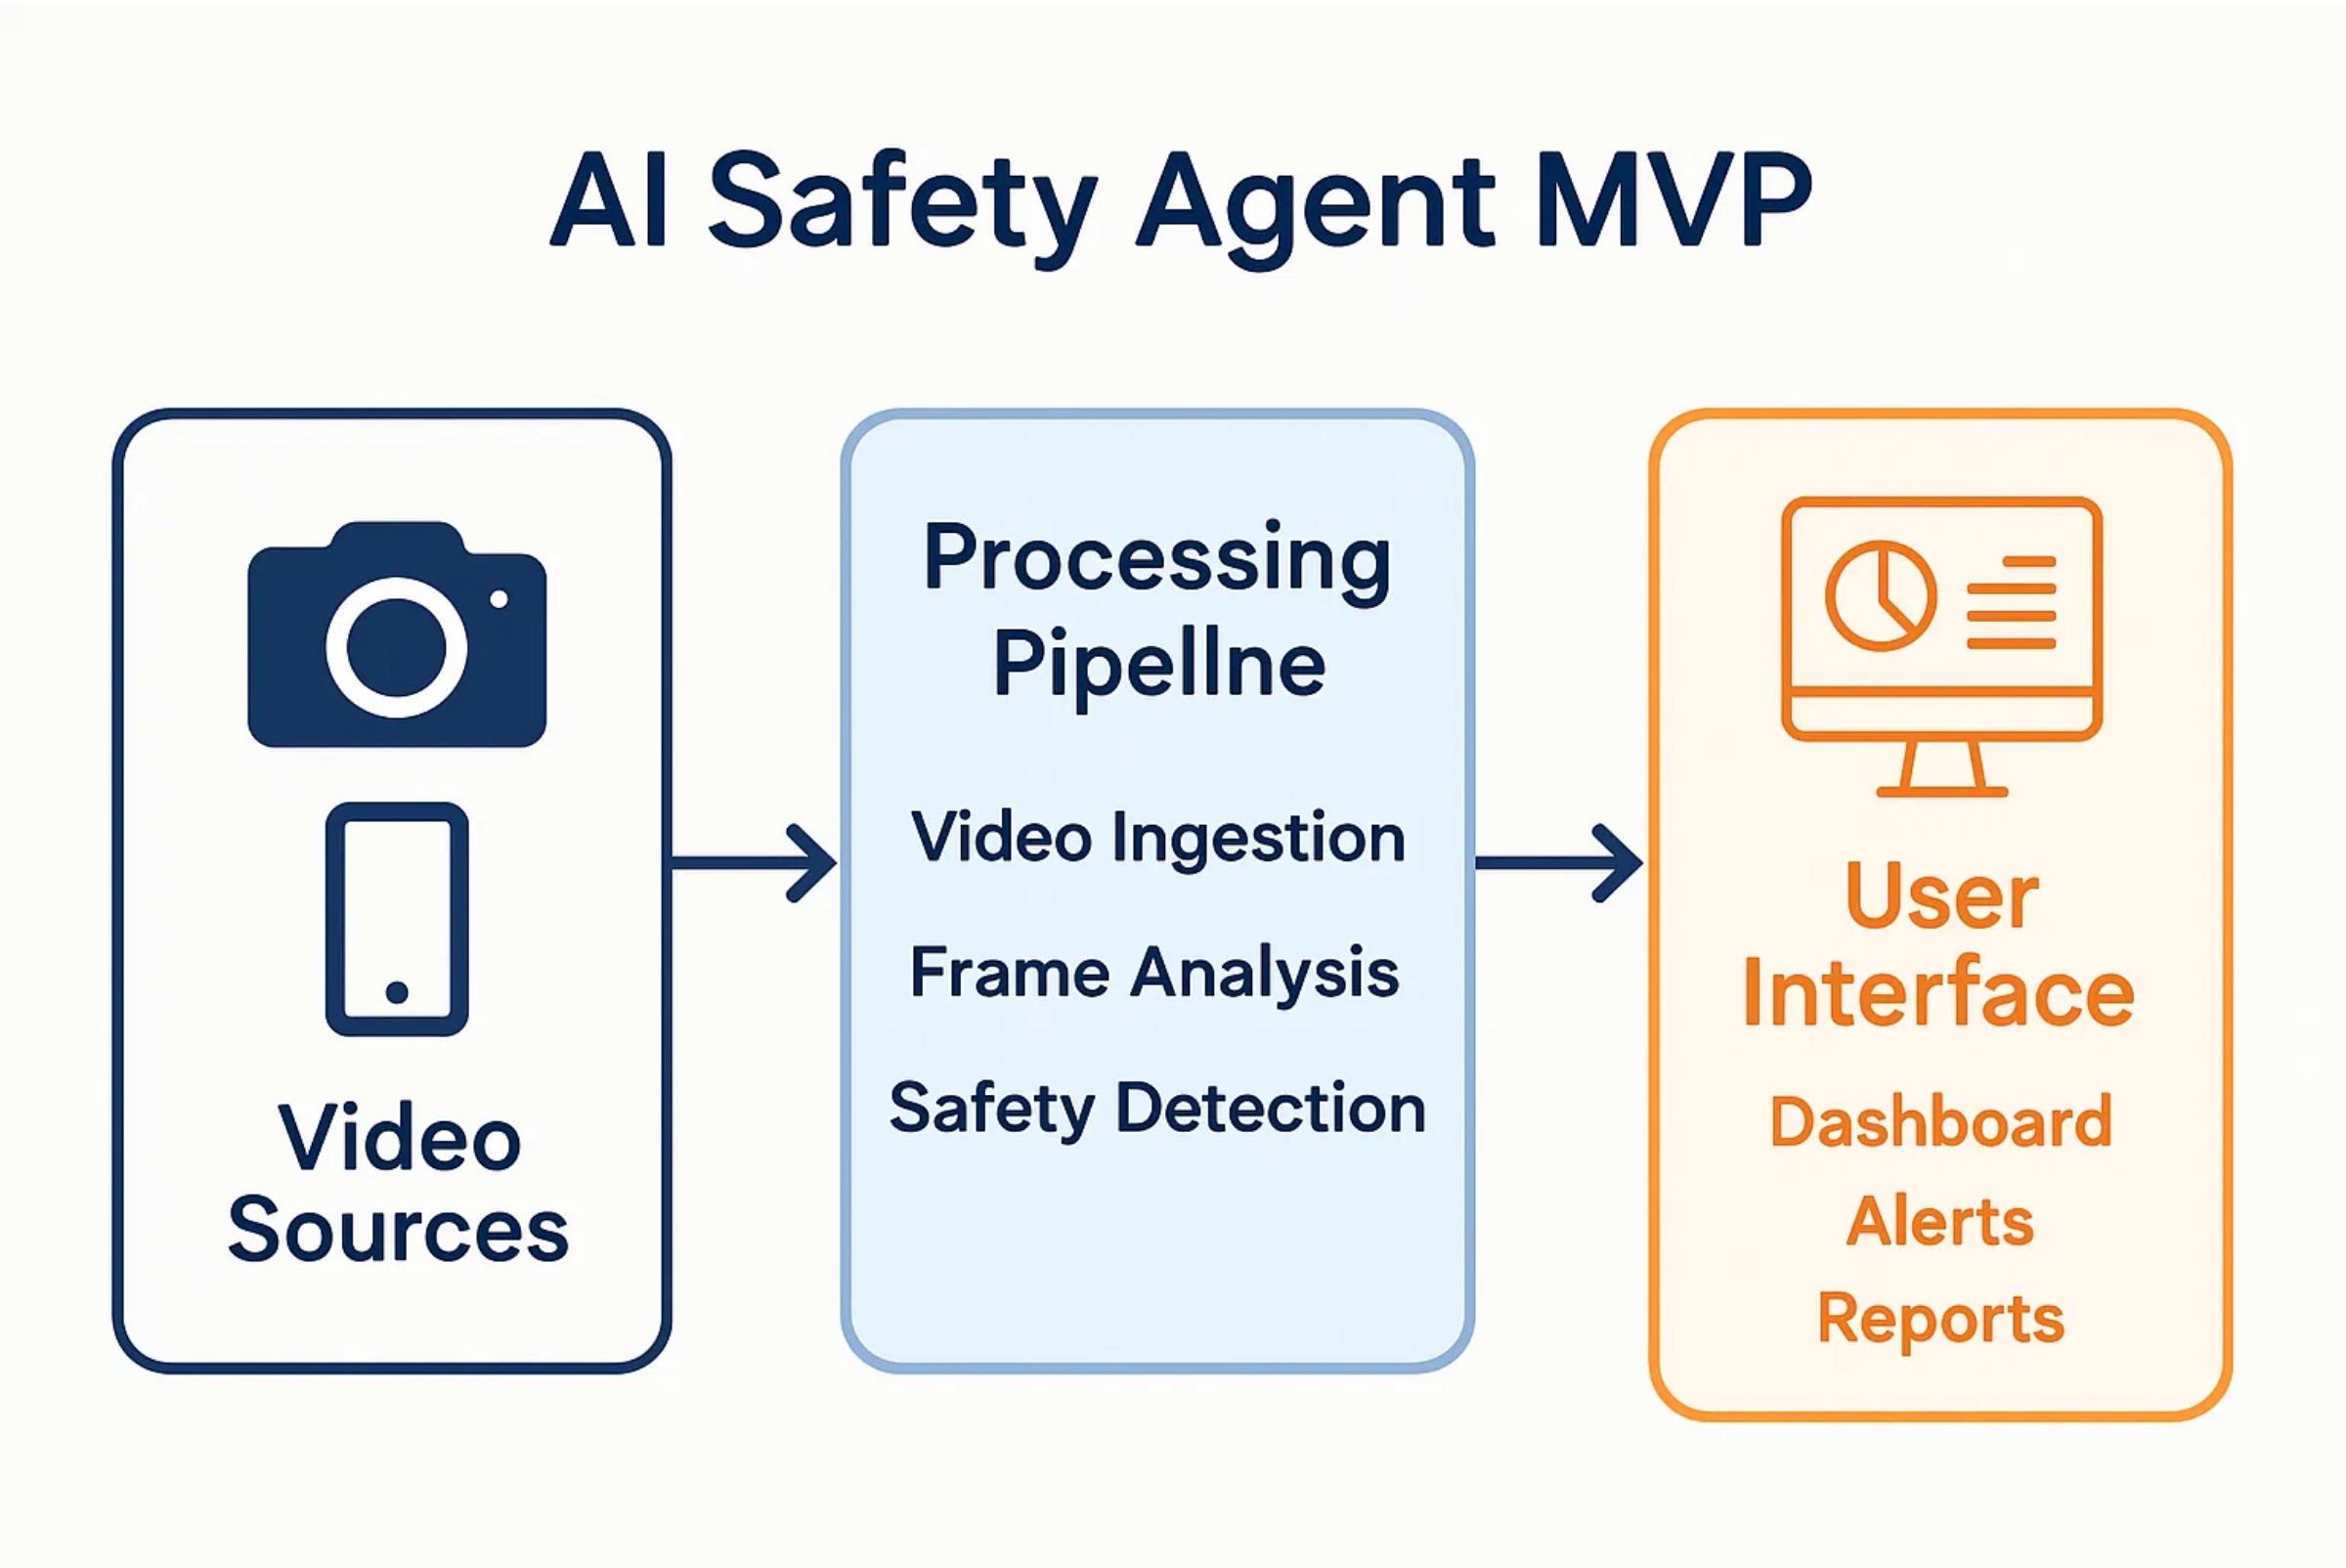 AI Safety Agent MVP
Video
Sources
Processing
Pipellne
Video Ingestion
Frame Analysis
Safety Detection
User
Interface
Dashboard
Alerts
Reports